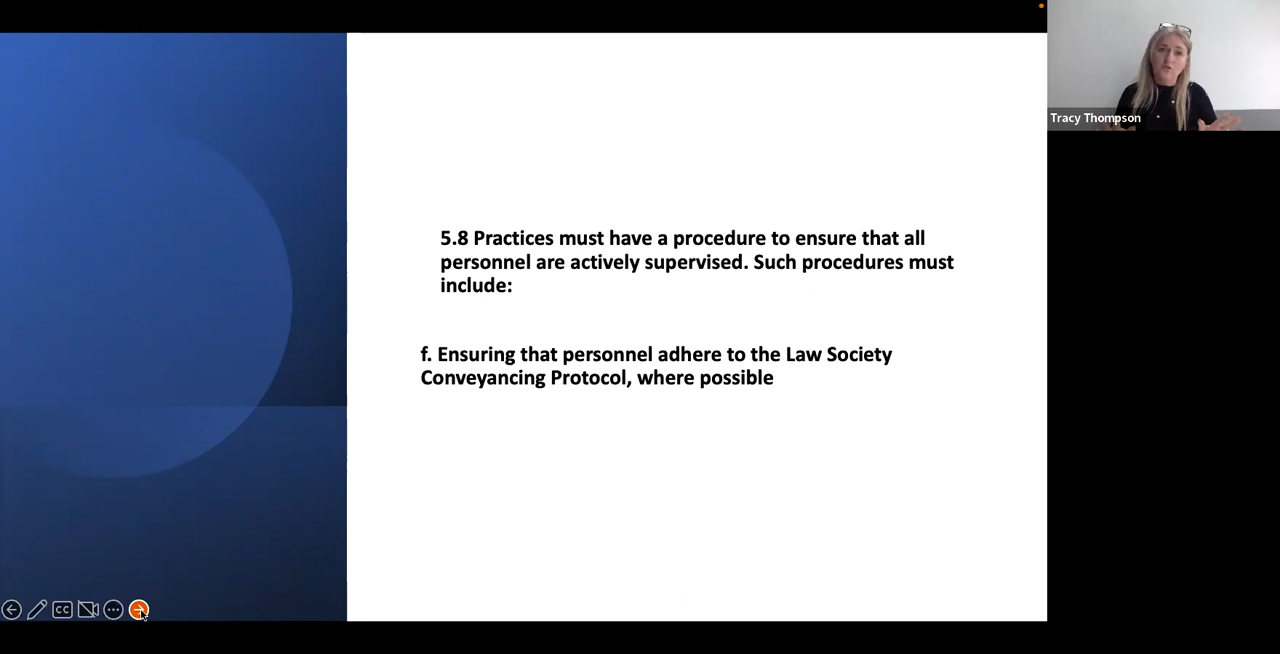 5.8 Practices must have a procedure to ensure that all
personnel are actively supervised. Such procedures must
include:
f. Ensuring that personnel adhere to the Law Society
Conveyancing Protocol, where possible
Tracy Thompson
CC